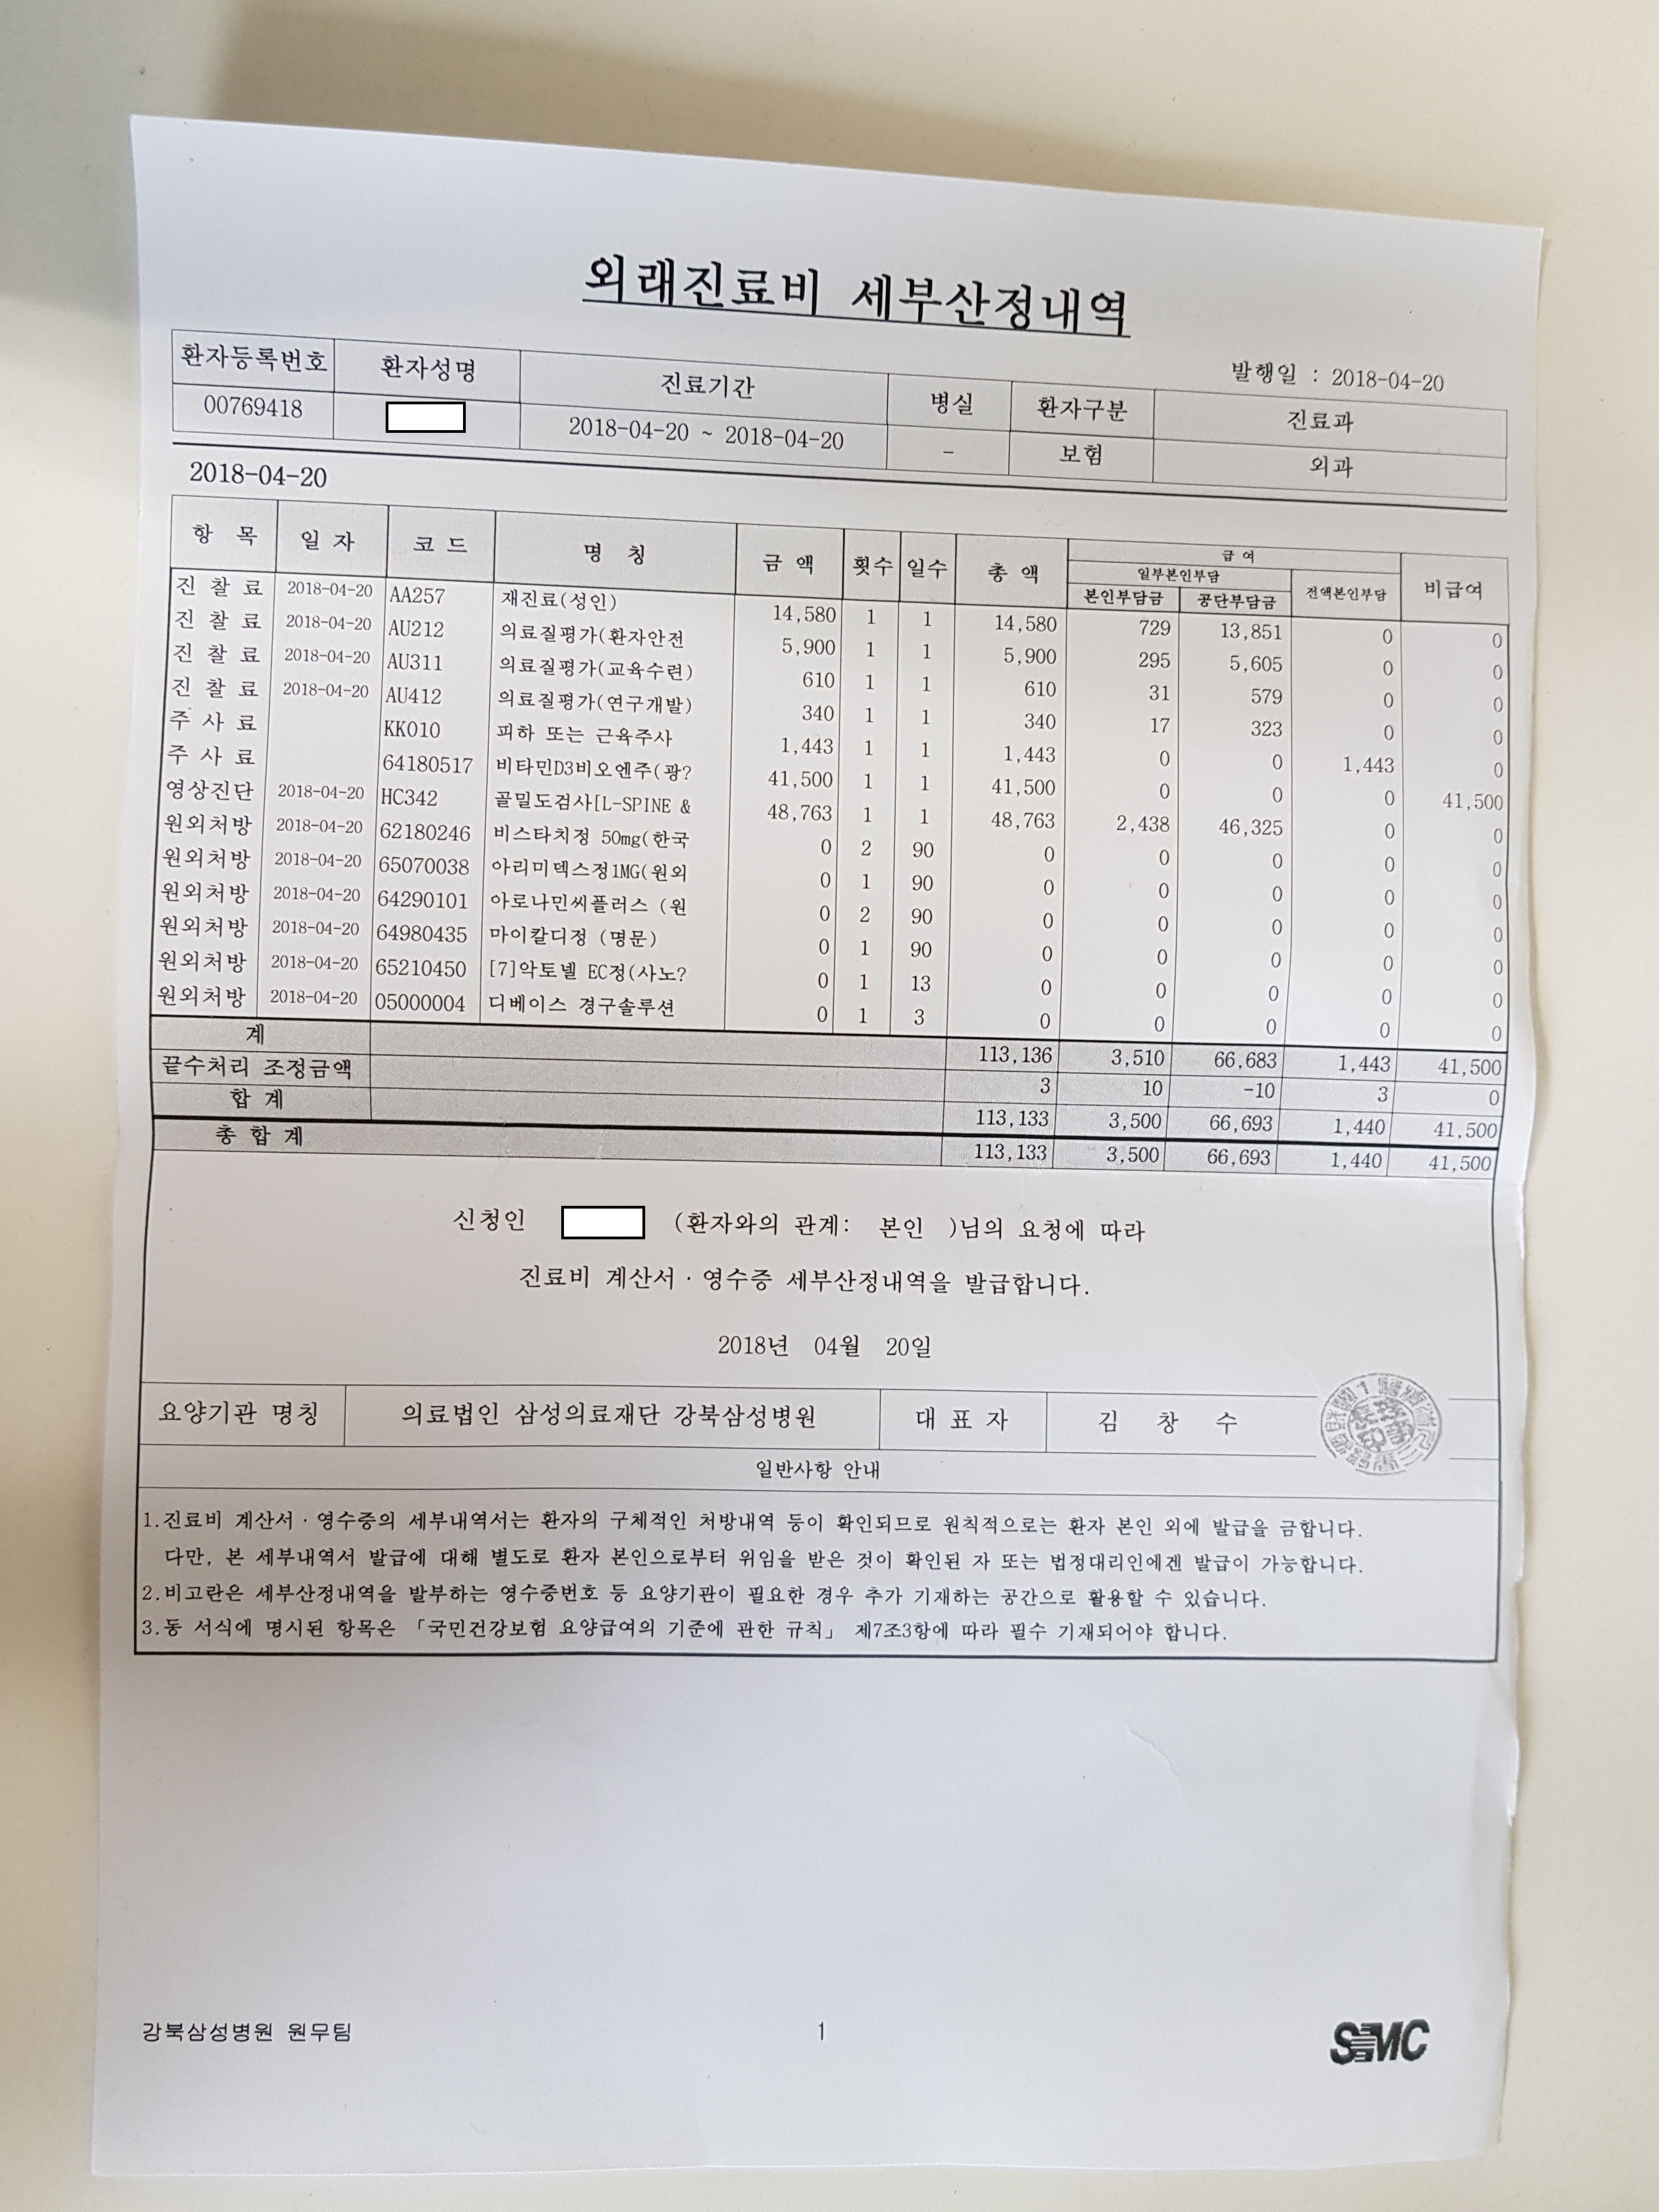 외래진료비 세부산정내역
발행일 : 2018-04-20
환자등록번호 환자성명 진료기간 병실 환자구분 진료과
00769418 2018-04-20 ~ 2018-04-20 - 보험 외과
2018-04-20
항 목 일 자 코 드 명 칭 금 액 횟수 일수 총 액 급 여 비급여
일부본인부담 전액본인부담
본인부담금 공단부담금
진 찰 료 2018-04-20 AA257 재진료(성인) 14,580 1 1 14,580 729 13,851 0 0
진 찰 료 2018-04-20 AU212 의료질평가(환자안전 5,900 1 1 5,900 295 5,605 0 0
진 찰 료 2018-04-20 AU311 의료질평가(교육수련) 610 1 1 610 31 579 0 0
진 찰 료 2018-04-20 AU412 의료질평가(연구개발) 340 1 1 340 17 323 0 0
주 사 료 KK010 피하 또는 근육주사 1,443 1 1 1,443 0 0 1,443 0
주 사 료 64180517 비타민D3비오엔주(광? 41,500 1 1 41,500 0 0 0 41,500
영상진단 2018-04-20 HC342 골밀도검사[L-SPINE & 48,763 1 1 48,763 2,438 46,325 0 0
원외처방 2018-04-20 62180246 비스타치정 50mg(한국 0 2 90 0 0 0 0 0
원외처방 2018-04-20 65070038 아리미덱스정1MG(원외 0 1 90 0 0 0 0 0
원외처방 2018-04-20 64290101 아로나민씨플러스 (원 0 2 90 0 0 0 0 0
원외처방 2018-04-20 64980435 마이칼디정 (명문) 0 1 90 0 0 0 0 0
원외처방 2018-04-20 65210450 [7]악토넬 EC정(사노? 0 1 13 0 0 0 0 0
원외처방 2018-04-20 05000004 디베이스 경구솔루션 0 1 3 0 0 0 0 0
계 113,136 3,510 66,683 1,443 41,500
끝수처리 조정금액 3 10 -10 3 0
합 계 113,133 3,500 66,693 1,440 41,500
총 합 계 113,133 3,500 66,693 1,440 41,500
신청인 (환자와의 관계: 본인 )님의 요청에 따라
진료비 계산서 · 영수증 세부산정내역을 발급합니다.
2018년 04월 20일
요양기관 명칭 의료법인 삼성의료재단 강북삼성병원 대 표 자 김 창 수
일반사항 안내
1.진료비 계산서 · 영수증의 세부내역서는 환자의 구체적인 처방내역 등이 확인되므로 원칙적으로는 환자 본인 외에 발급을 금합니다.
다만, 본 세부내역서 발급에 대해 별도로 환자 본인으로부터 위임을 받은 것이 확인된 자 또는 법정대리인에겐 발급이 가능합니다.
2.비고란은 세부산정내역을 발부하는 영수증번호 등 요양기관이 필요한 경우 추가 기재하는 공간으로 활용할 수 있습니다.
3.동 서식에 명시된 항목은 「국민건강보험 요양급여의 기준에 관한 규칙」 제7조3항에 따라 필수 기재되어야 합니다.
강북삼성병원 원무팀 1 SMC